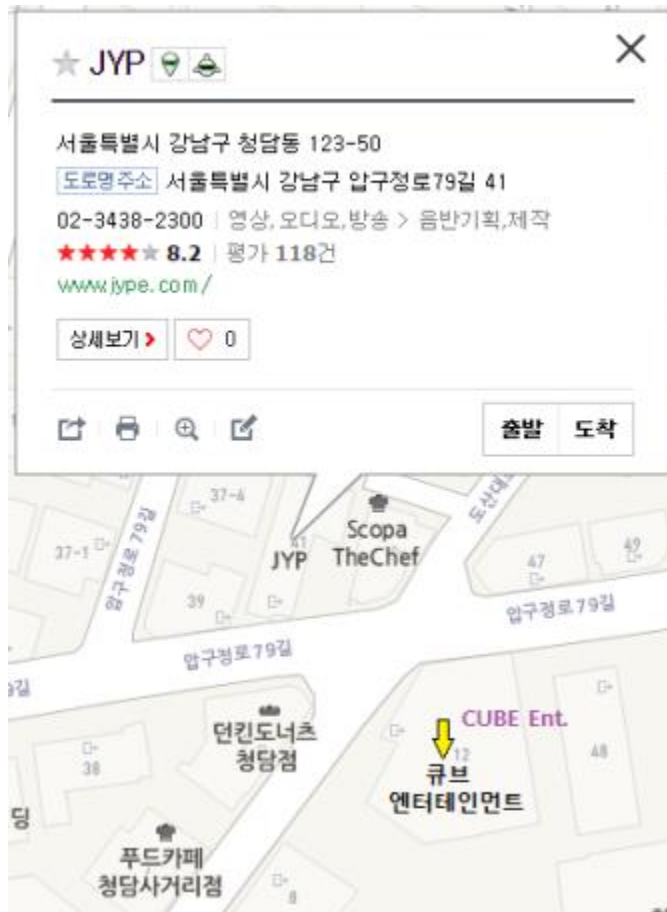 JYP
서울특별시 강남구 청담동 123-50
도로명주소 서울특별시 강남구 압구정로79길 41
02-3438-2300 영상,오디오,방송 > 음반기획,제작
8.2 평가 118건
www.jype.com/
상세보기 0
출발 도착
37-4
37-1
압구정로79길
41
JYP
Scopa
TheChef
47
49
39
압구정로79길
압구정로79길
던킨도너츠
청담점
CUBE Ent.
12
큐브
엔터테인먼트
38
48
푸드카페
청담사거리점
8
딩